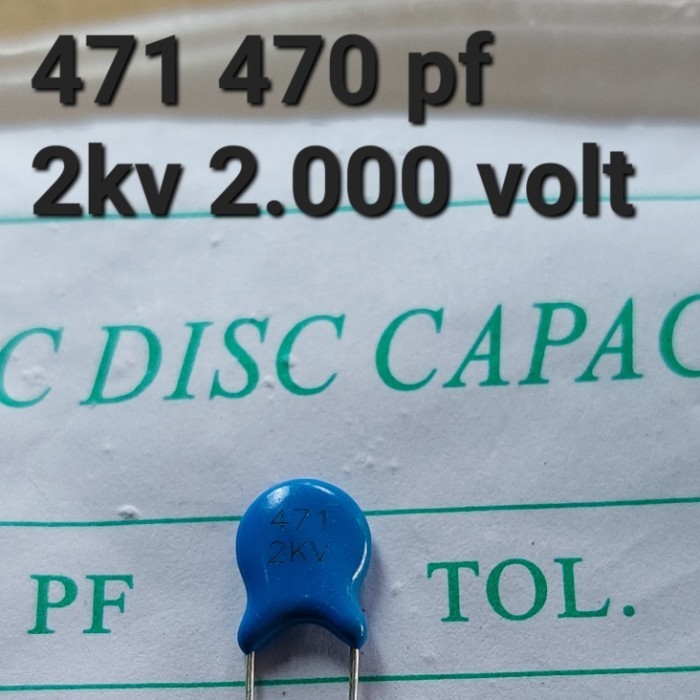 471 470 pf
2kv 2.000 volt
C DISC CAPAC
471
2KV
PF TOL.